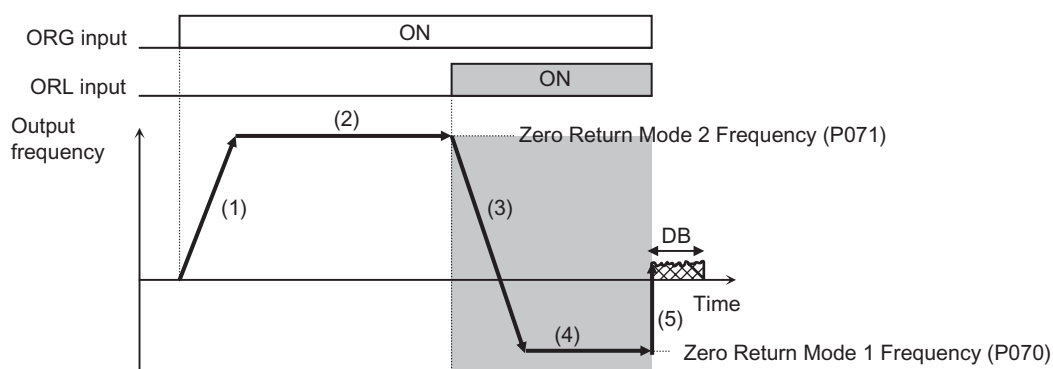 ORG input
ON
ORL input
ON
Output
frequency
(2)
Zero Return Mode 2 Frequency (P071)
(1)
(3)
DB
Time
(4)
(5)
Zero Return Mode 1 Frequency (P070)